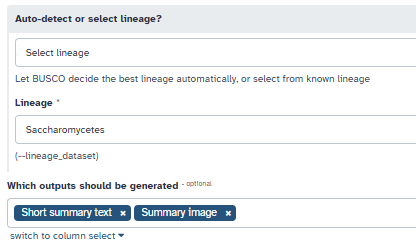 Auto-detect or select lineage?
Select lineage
Let BUSCO decide the best lineage automatically, or select from known lineage
Lineage *
Saccharomycetes
(--lineage_dataset)
Which outputs should be generated - optional
Short summary text × Summary image ×
switch to column select